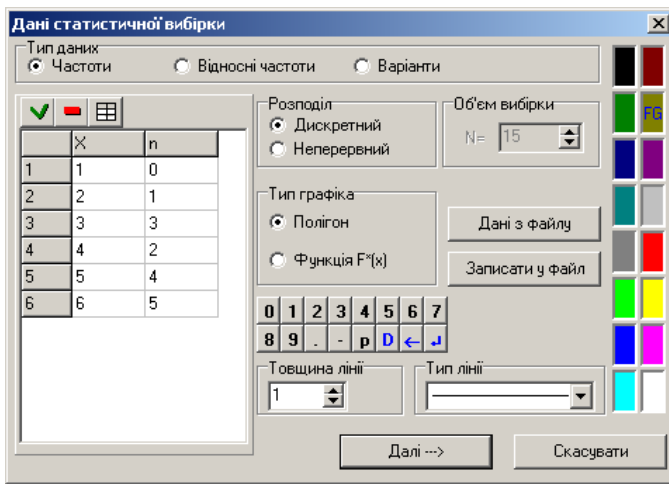 Дані статистичної вибірки
Тип даних
Частоти Відносні частоти Варіанти
X n
1 1 0
2 2 1
3 3 3
4 4 2
5 5 4
6 6 5
Розподіл
Дискретний
Неперервний
Об'єм вибірки
N= 15
Тип графіка
Полігон
Функція F*(x)
Дані з файлу
Записати у файл
0 1 2 3 4 5 6 7
8 9 . - p D ← ↲
Товщина лінії
1
Тип лінії
FG
Далі --->
Скасувати